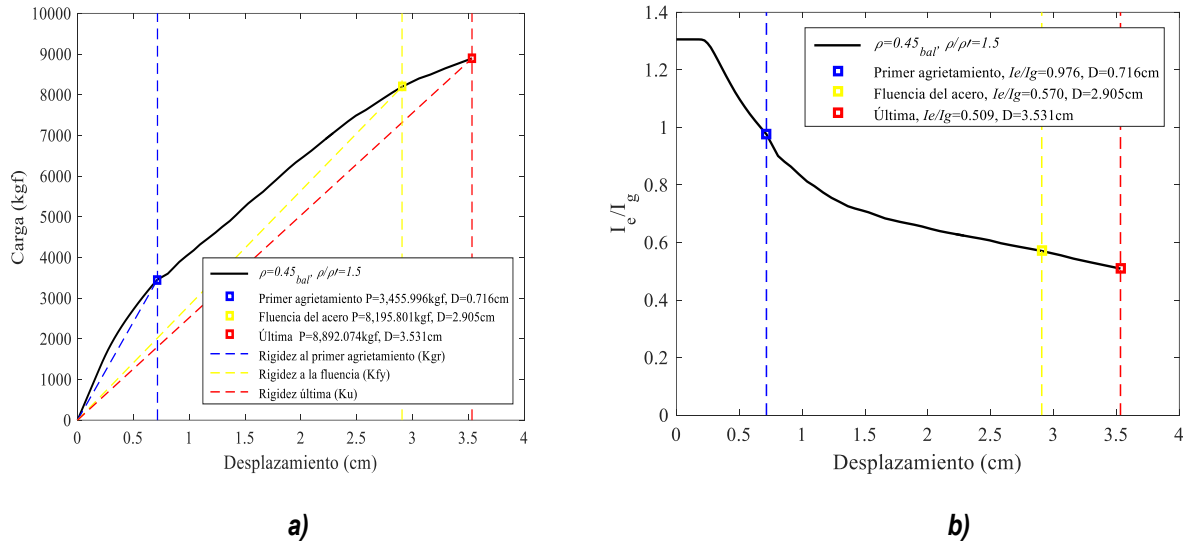 10000
9000
8000
7000
6000
5000
4000
3000
2000
1000
0
Carga (kgf)
ρ=0.45bal, ρ/ρ′=1.5
Primer agrietamiento P=3,455.996kgf, D=0.716cm
Fluencia del acero P=8,195.801kgf, D=2.905cm
Última P=8,892.074kgf, D=3.531cm
Rigidez al primer agrietamiento (Kgr)
Rigidez a la fluencia (Kfy)
Rigidez última (Ku)
0 0.5 1 1.5 2 2.5 3 3.5 4
Desplazamiento (cm)
a)
1.4
1.2
1
0.8
0.6
0.4
0.2
0
I_e/I_g
ρ=0.45bal, ρ/ρ′=1.5
Primer agrietamiento, Ie/Ig=0.976, D=0.716cm
Fluencia del acero, Ie/Ig=0.570, D=2.905cm
Última, Ie/Ig=0.509, D=3.531cm
0 0.5 1 1.5 2 2.5 3 3.5 4
Desplazamiento (cm)
b)